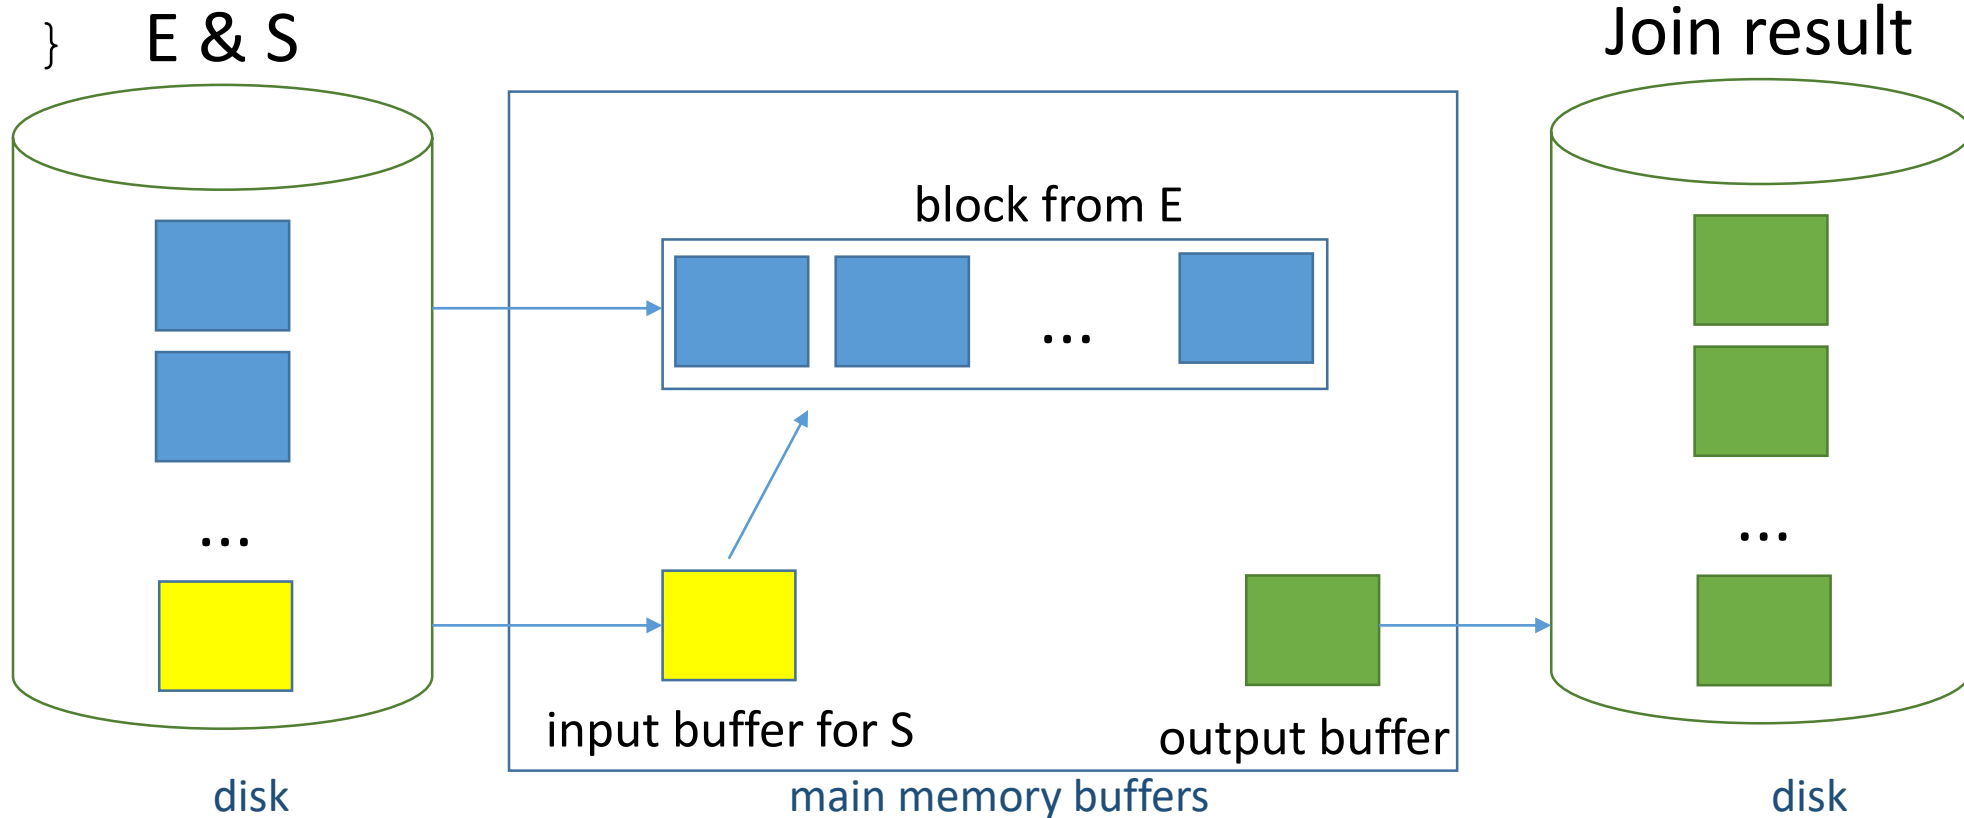 } E & S
Join result
block from E
...
...
...
input buffer for S
output buffer
disk
main memory buffers
disk